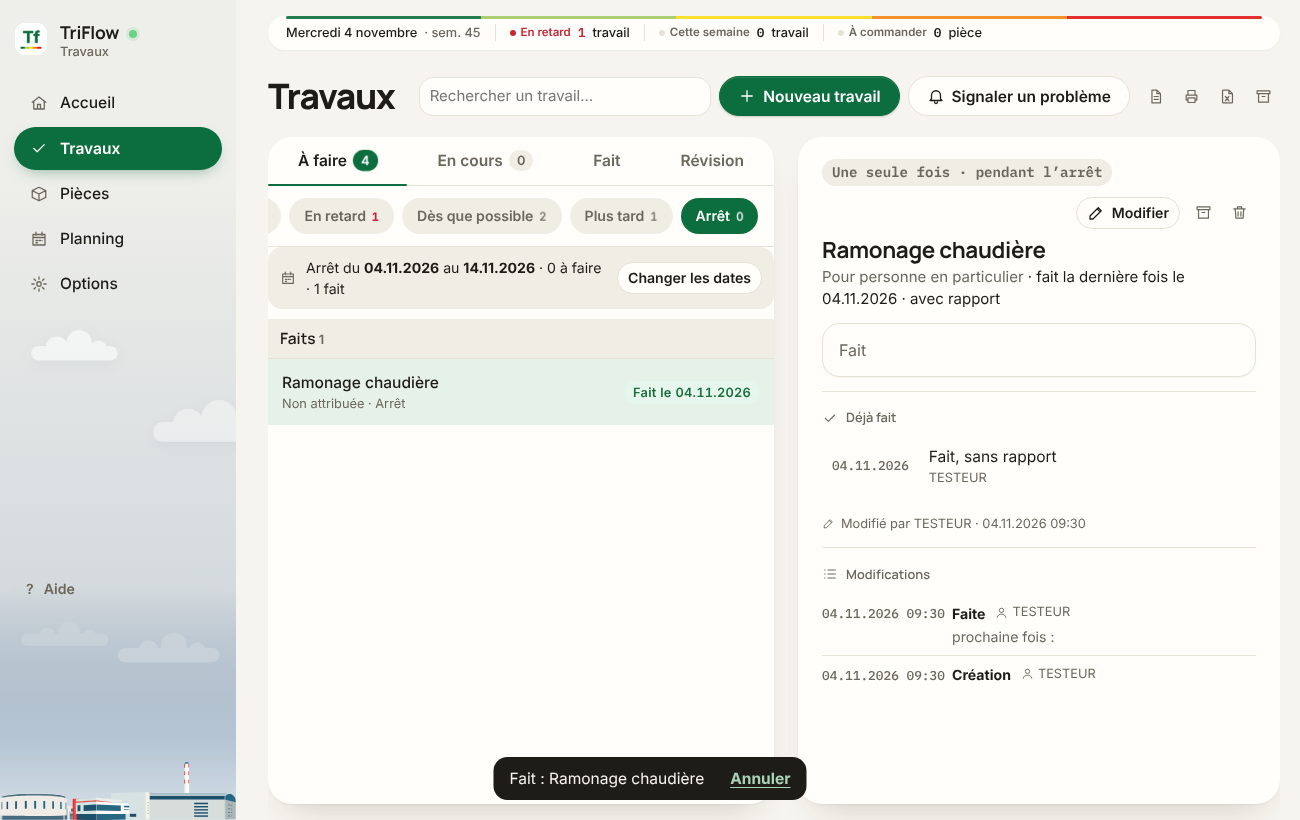 Tf
TriFlow
Travaux
Accueil
Travaux
Pièces
Planning
Options
? Aide
Mercredi 4 novembre · sem. 45
En retard 1 travail
Cette semaine 0 travail
À commander 0 pièce
Travaux
Rechercher un travail...
+ Nouveau travail
Signaler un problème
À faire 4
En cours 0
Fait
Révision
En retard 1
Dès que possible 2
Plus tard 1
Arrêt 0
Arrêt du 04.11.2026 au 14.11.2026 · 0 à faire
· 1 fait
Changer les dates
Faits 1
Ramonage chaudière
Non attribuée · Arrêt
Fait le 04.11.2026
Une seule fois · pendant l’arrêt
Modifier
Ramonage chaudière
Pour personne en particulier · fait la dernière fois le
04.11.2026 · avec rapport
Fait
Déjà fait
04.11.2026
Fait, sans rapport
TESTEUR
Modifié par TESTEUR · 04.11.2026 09:30
Modifications
04.11.2026 09:30 Faite TESTEUR
prochaine fois :
04.11.2026 09:30 Création TESTEUR
Fait : Ramonage chaudière Annuler